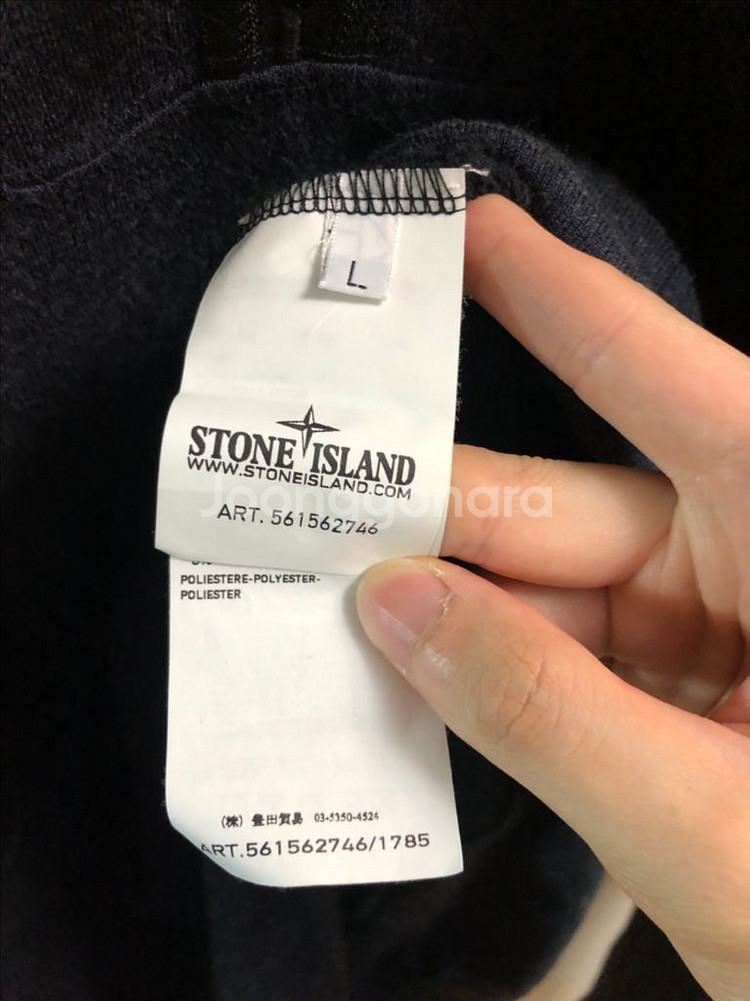 L
STONE ISLAND
WWW.STONEISLAND.COM
Joonggonara
ART. 561562746
POLIESTERE-POLYESTER-
POLIESTER
(株) 豊田貿易 03-5350-4524
ART.561562746/1785